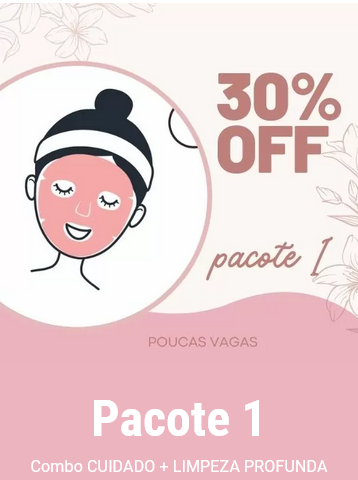 30%
OFF
pacote I
POUCAS VAGAS
Pacote 1
Combo CUIDADO + LIMPEZA PROFUNDA